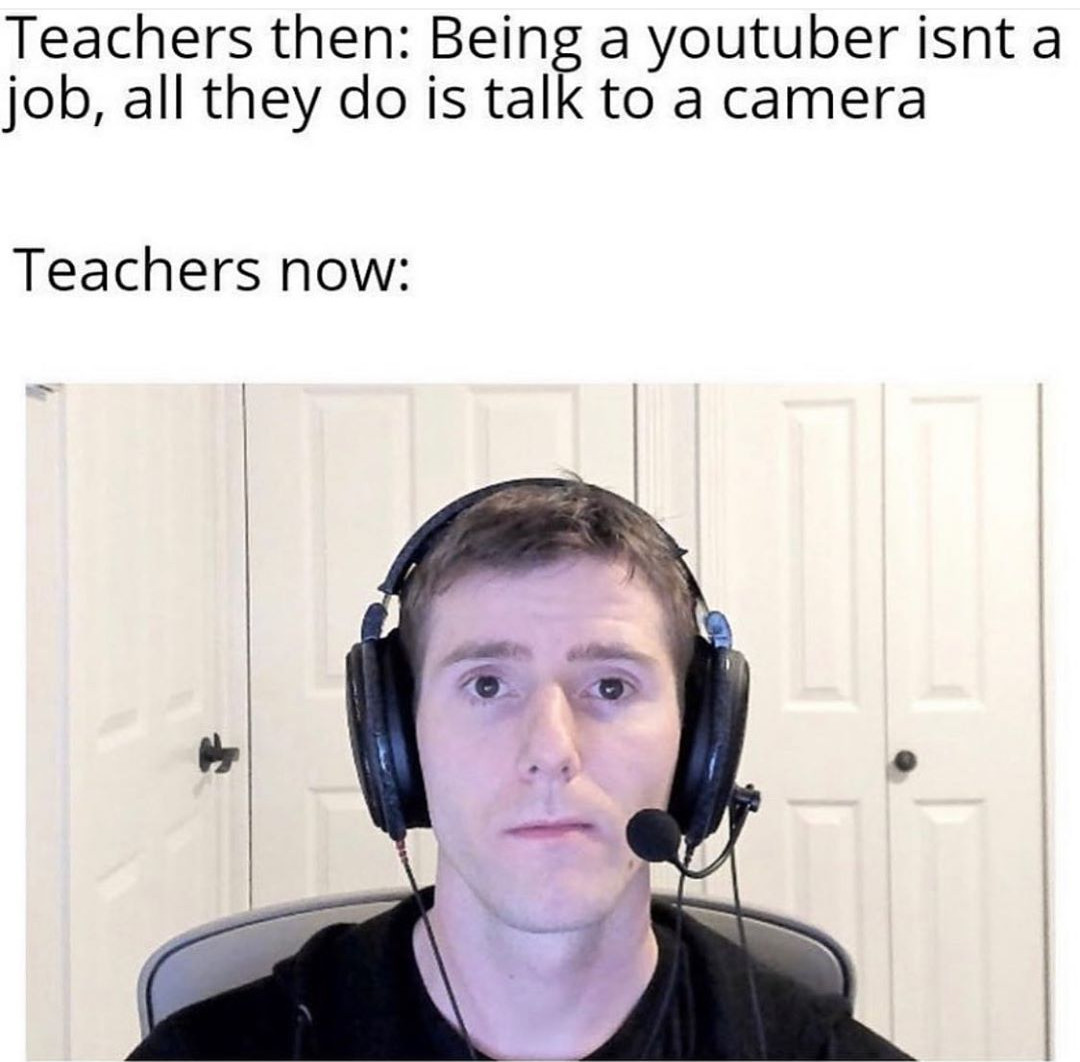 Teachers then: Being a youtuber isnt a
job, all they do is talk to a camera
Teachers now: